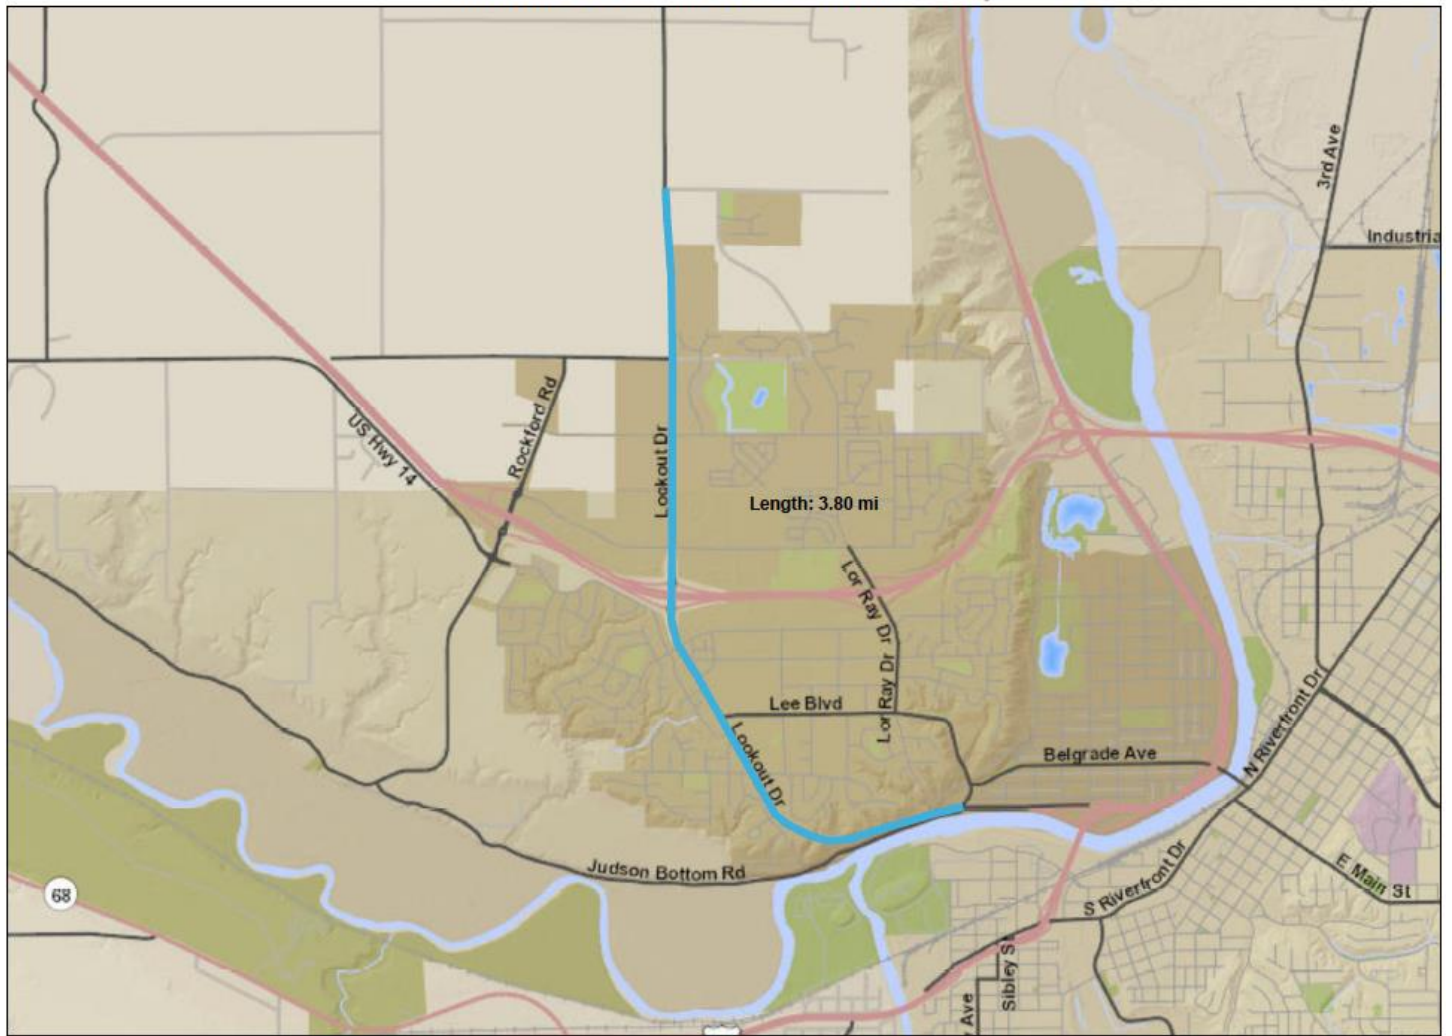 3rd Ave
Industria
Rockford Rd
US Hwy 14
Lookout Dr
Length: 3.80 mi
Lor Ray Dr
Lor Ray Dr
Lee Blvd
Lookout Dr
Belgrade Ave
N Riverfront Dr
Judson Bottom Rd
E Main St
S Riverfront Dr
68
Sibley S
Ave